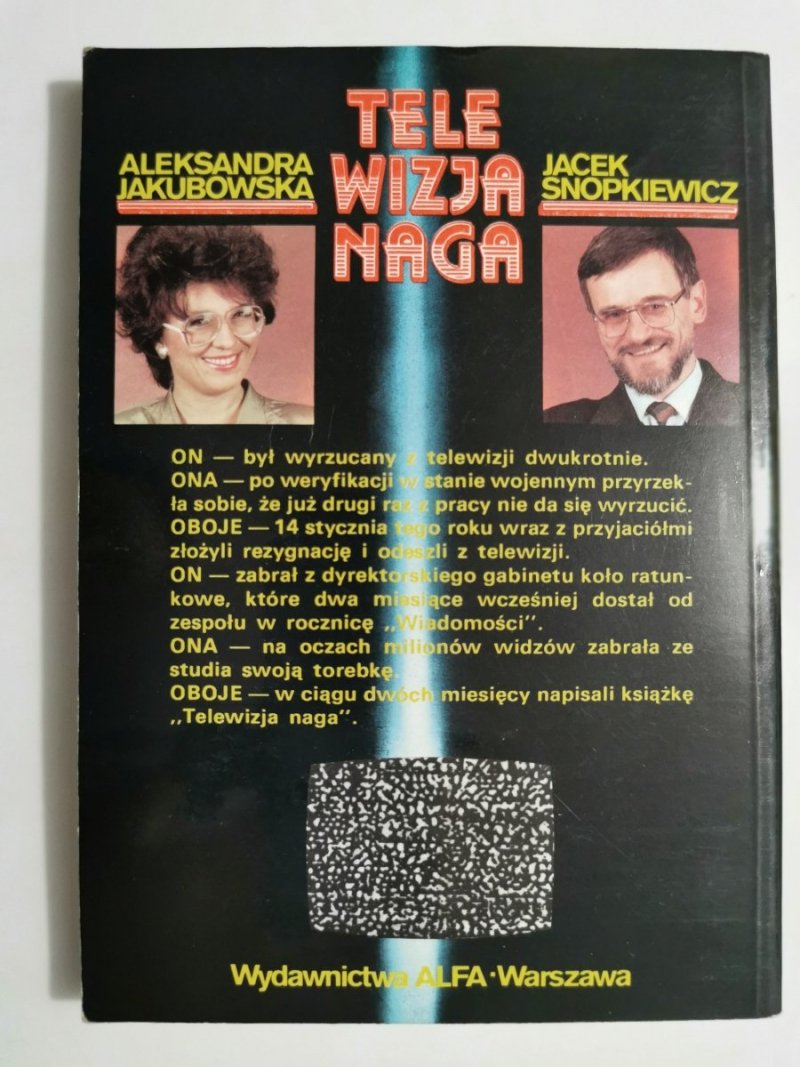 TELE
WIZJA
NAGA
ALEKSANDRA
JAKUBOWSKA
JACEK
SNOPKIEWICZ
ON — był wyrzucany z telewizji dwukrotnie.
ONA — po weryfikacji w stanie wojennym przyrzek-
ła sobie, że już drugi raz z pracy nie da się wyrzucić.
OBOJE — 14 stycznia tego roku wraz z przyjaciółmi
złożyli rezygnację i odeszli z telewizji.
ON — zabrał z dyrektorskiego gabinetu koło ratun-
kowe, które dwa miesiące wcześniej dostał od
zespołu w rocznicę ,,Wiadomości".
ONA — na oczach milionów widzów zabrała ze
studia swoją torebkę.
OBOJE — w ciągu dwóch miesięcy napisali książkę
,,Telewizja naga".
Wydawnictwa ALFA·Warszawa